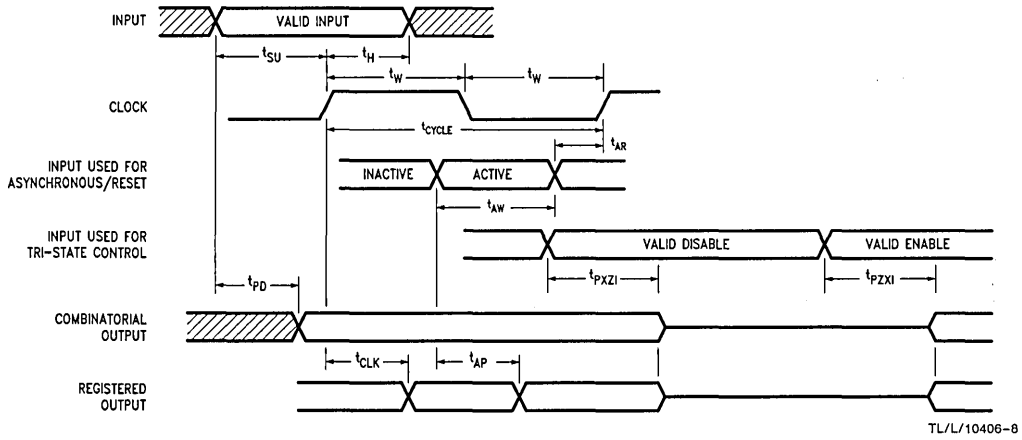 INPUT
VALID INPUT
tSU
tH
tW
tW
CLOCK
tCYCLE
tAR
INPUT USED FOR
ASYNCHRONOUS/RESET
INACTIVE
ACTIVE
tAW
INPUT USED FOR
TRI-STATE CONTROL
VALID DISABLE
VALID ENABLE
tPD
tPXZI
tPZXI
COMBINATORIAL
OUTPUT
tCLK
tAP
REGISTERED
OUTPUT
TL/L/10406-8